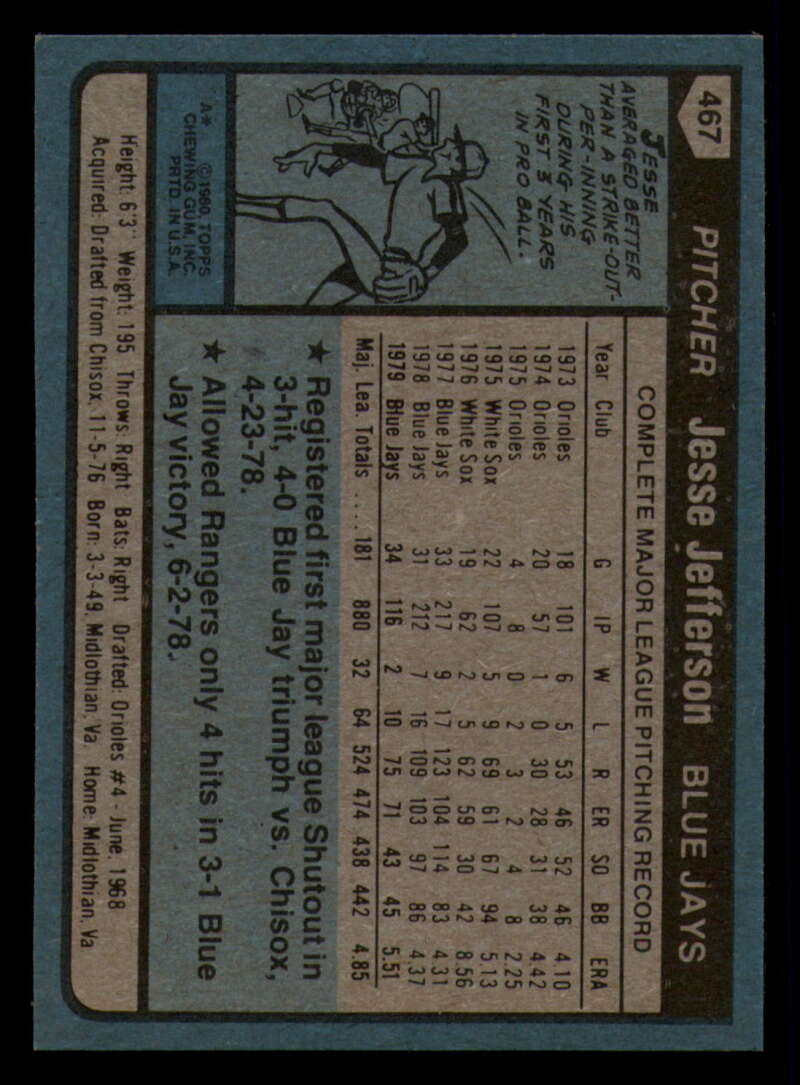 467
PITCHER Jesse Jefferson BLUE JAYS
JESSE
AVERAGED BETTER
THAN A STRIKE-OUT-
PER-INNING
DURING HIS
FIRST 3 YEARS
IN PRO BALL.
A*
©1980 TOPPS
CHEWING GUM, INC.
PRTD. IN U.S.A.
COMPLETE MAJOR LEAGUE PITCHING RECORD
Year Club G IP W L R ER SO BB ERA
1973 Orioles 18 101 6 5 53 46 52 46 4.10
1974 Orioles 20 57 1 0 30 28 31 38 4.42
1975 Orioles 4 8 0 2 3 2 4 8 2.25
1975 White Sox 22 107 5 9 69 61 67 94 5.13
1976 White Sox 19 62 2 5 62 59 30 42 8.56
1977 Blue Jays 33 217 9 17 123 104 114 83 4.31
1978 Blue Jays 31 212 7 16 109 103 97 86 4.37
1979 Blue Jays 34 116 2 10 75 71 43 45 5.51
Maj. Lea. Totals .... 181 880 32 64 524 474 438 442 4.85
★ Registered first major league Shutout in
3-hit, 4-0 Blue Jay triumph vs. Chisox,
4-23-78.
★ Allowed Rangers only 4 hits in 3-1 Blue
Jay victory, 6-2-78.
Height: 6'3" Weight: 195 Throws: Right Bats: Right Drafted: Orioles #4 - June, 1968
Acquired: Drafted from Chisox, 11-5-76 Born: 3-3-49, Midlothian, Va. Home: Midlothian, Va